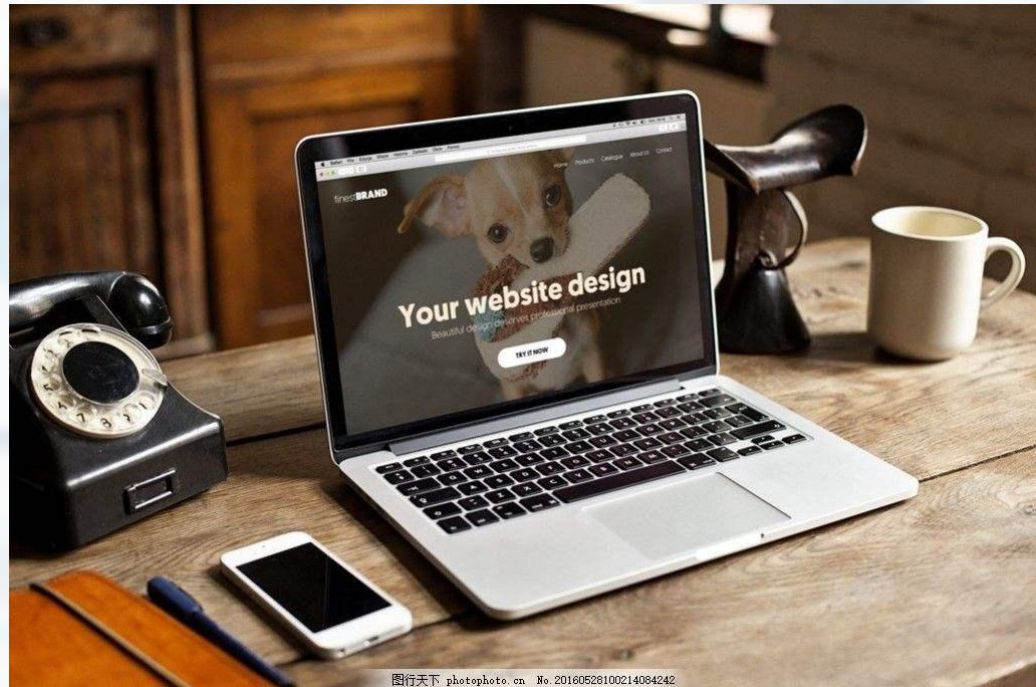 Home Products Catalogue About Us Contact
finestBRAND
Your website design
Beautiful design deserves professional presentation
TRY IT NOW
图行天下 photophoto.cn No.20160528100214084242